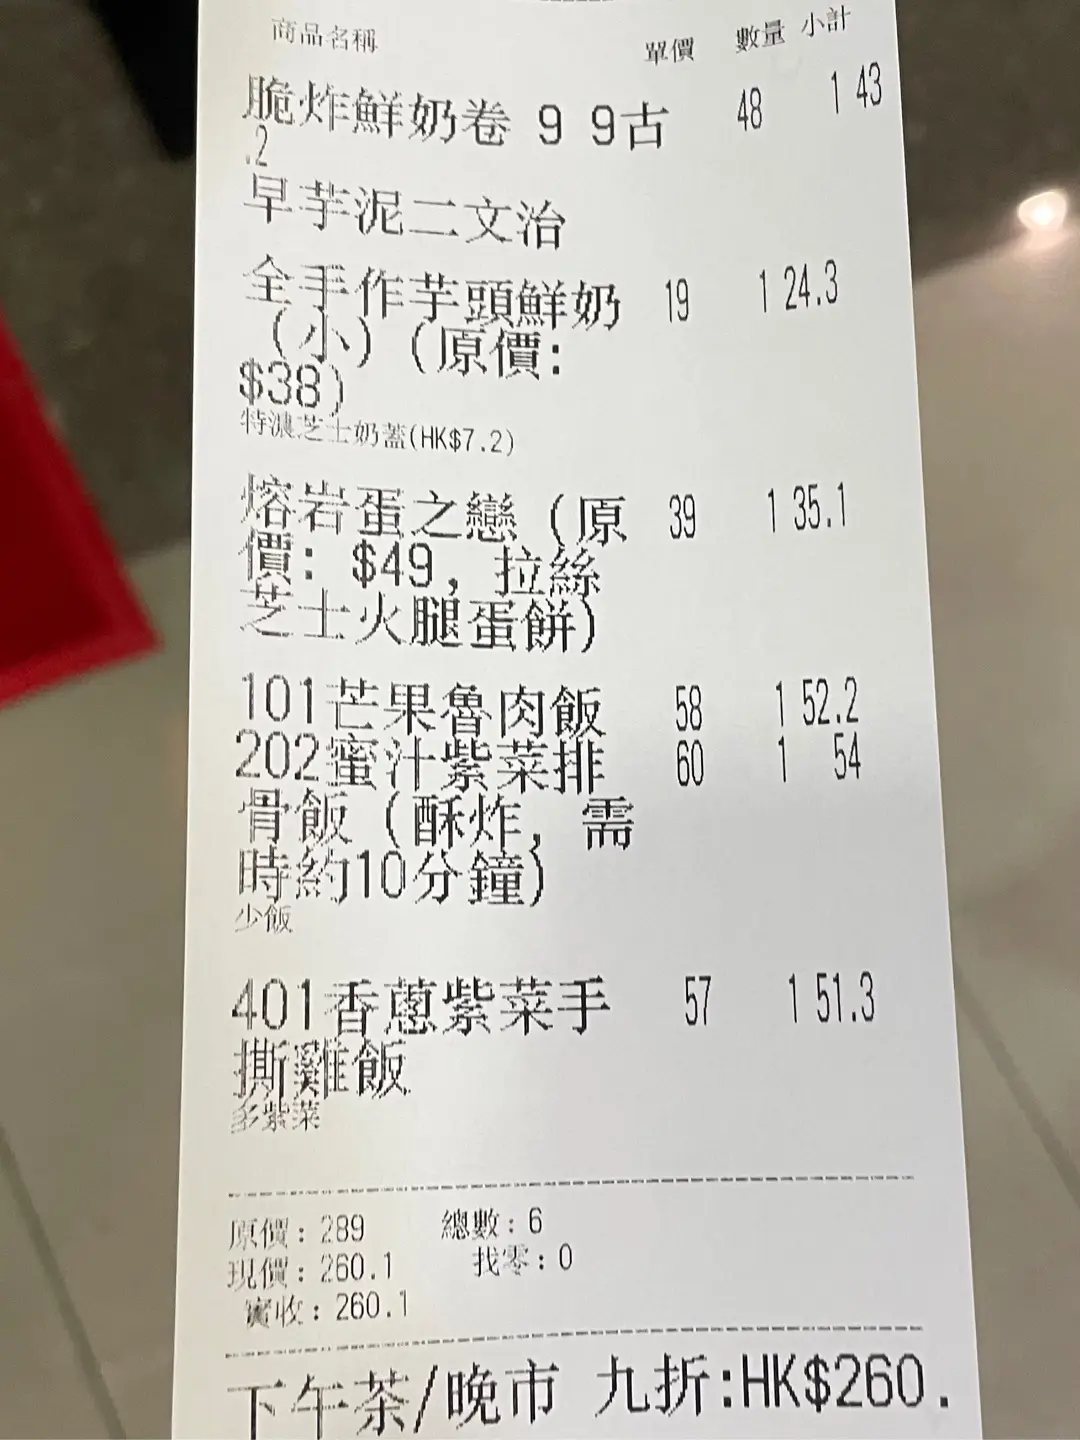 商品名稱 單價 數量 小計
脆炸鮮奶卷 9 9古 48 1 43
.2
早芋泥二文治
全手作芋頭鮮奶 19 1 24.3
(小)(原價:
$38)
特濃芝士奶蓋(HK$7.2)
熔岩蛋之戀(原 39 1 35.1
價: $49, 拉絲
芝士火腿蛋餅)
101芒果魯肉飯 58 1 52.2
202蜜汁紫菜排 60 1 54
骨飯(酥炸, 需
時約10分鐘)
少飯
401香蔥紫菜手 57 1 51.3
撕雞飯
多紫菜
原價: 289 總數: 6
現價: 260.1 找零: 0
實收: 260.1
下午茶/晚市 九折:HK$260.